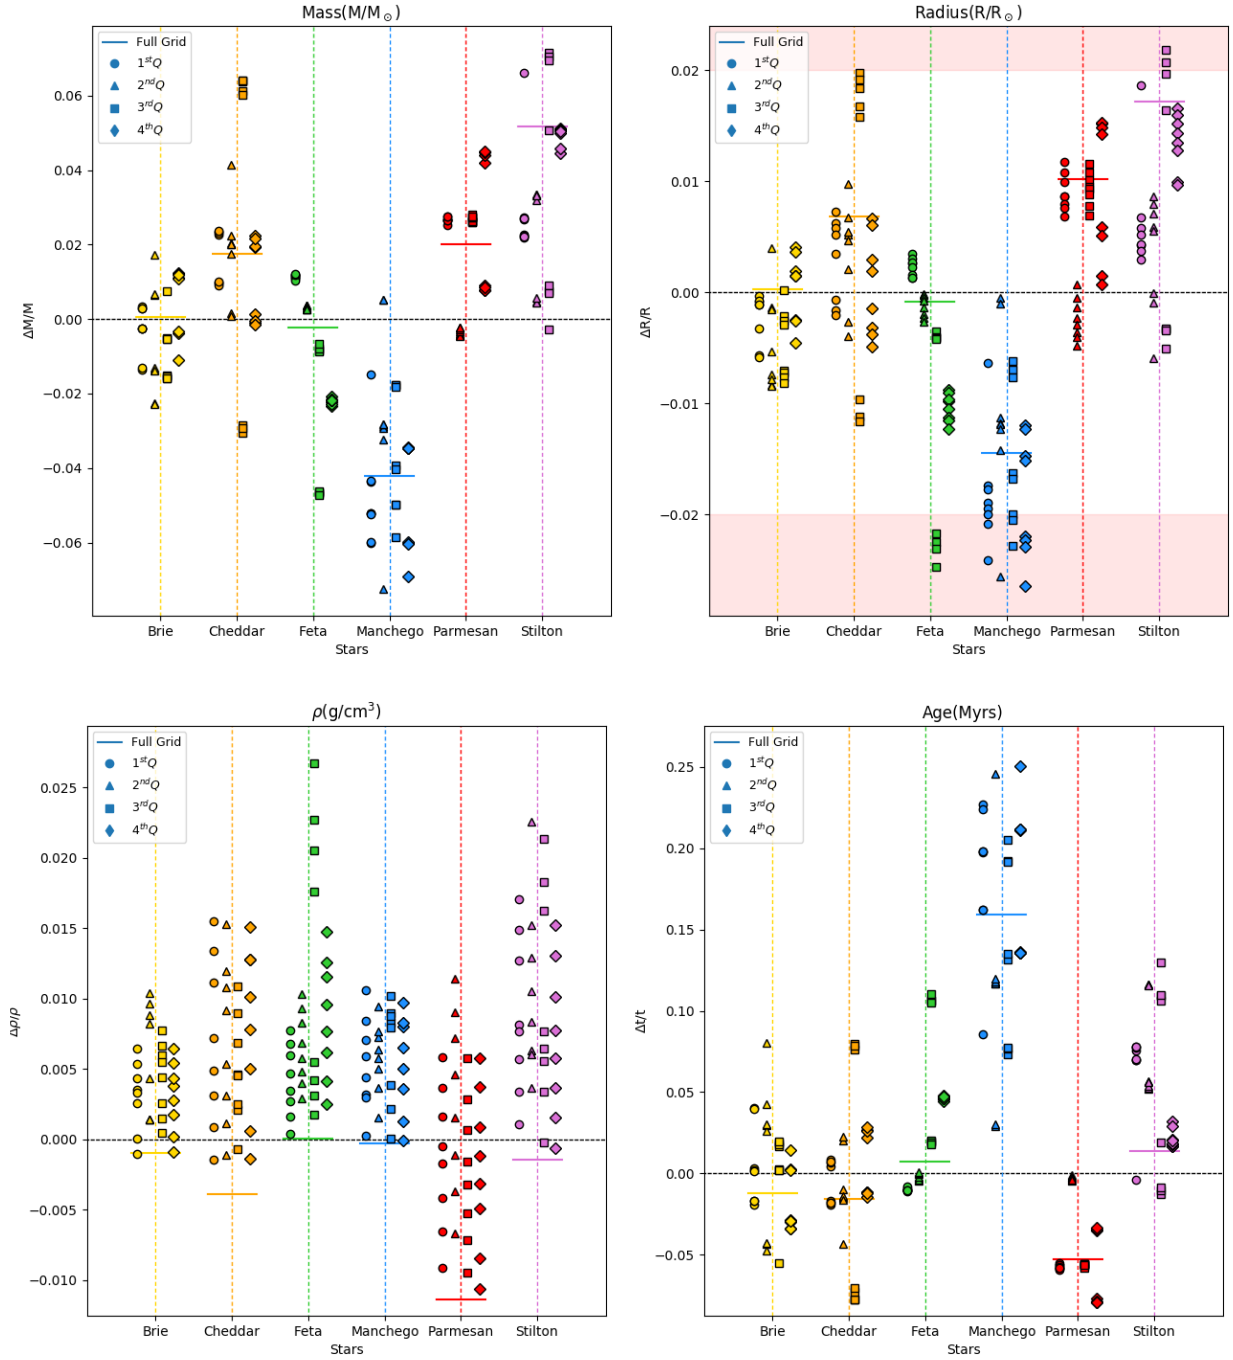 Mass(M/M⊙)
Full Grid
1stQ
2ndQ
3rdQ
4thQ
ΔM/M
0.06
0.04
0.02
0.00
−0.02
−0.04
−0.06
Brie Cheddar Feta Manchego Parmesan Stilton
Stars
Radius(R/R⊙)
Full Grid
1stQ
2ndQ
3rdQ
4thQ
ΔR/R
0.02
0.01
0.00
−0.01
−0.02
Brie Cheddar Feta Manchego Parmesan Stilton
Stars
ρ(g/cm³)
Full Grid
1stQ
2ndQ
3rdQ
4thQ
Δρ/ρ
0.025
0.020
0.015
0.010
0.005
0.000
−0.005
−0.010
Brie Cheddar Feta Manchego Parmesan Stilton
Stars
Age(Myrs)
Full Grid
1stQ
2ndQ
3rdQ
4thQ
Δt/t
0.25
0.20
0.15
0.10
0.05
0.00
−0.05
Brie Cheddar Feta Manchego Parmesan Stilton
Stars